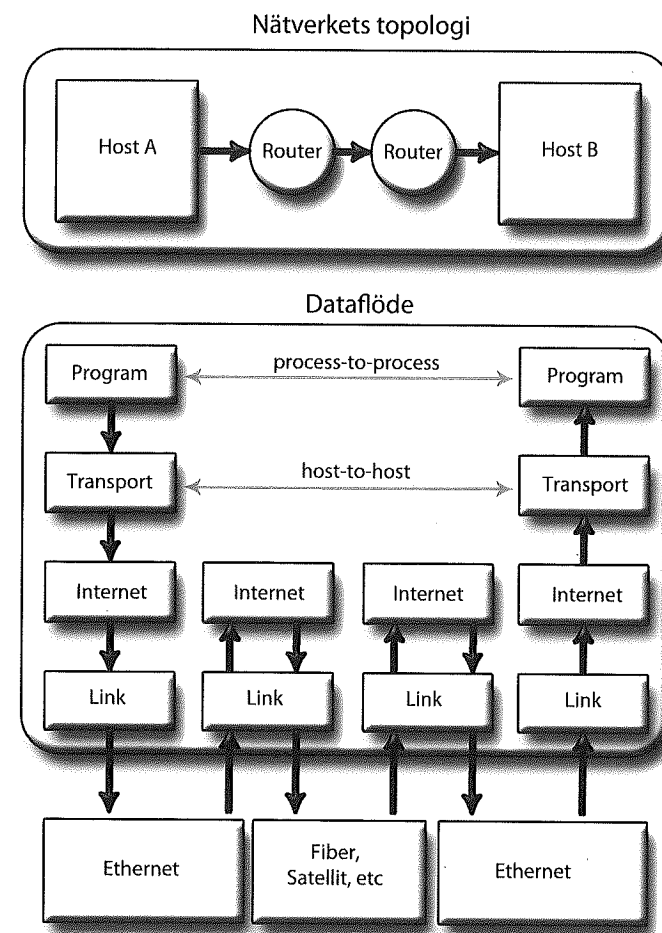 Nätverkets topologi
Host A
Router
Router
Host B
Dataflöde
Program
process-to-process
Program
Transport
host-to-host
Transport
Internet
Internet
Internet
Internet
Link
Link
Link
Link
Ethernet
Fiber,
Satellit, etc
Ethernet